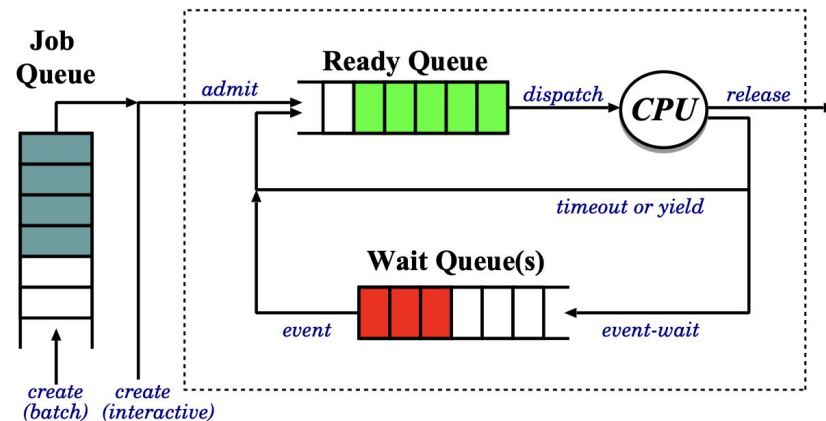 Job
Queue
Ready Queue
admit
dispatch
CPU
release
timeout or yield
Wait Queue(s)
event
event-wait
create
(batch)
create
(interactive)